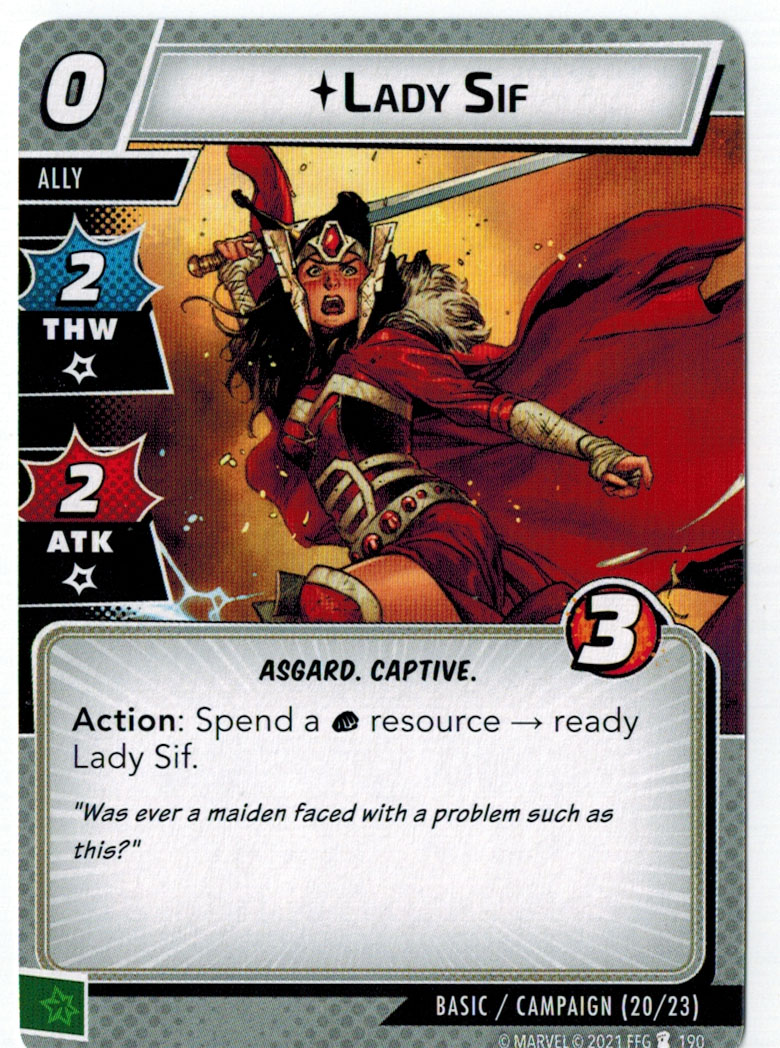 0
LADY SIF
ALLY
2
THW
2
ATK
3
ASGARD. CAPTIVE.
Action: Spend a resource → ready
Lady Sif.
"Was ever a maiden faced with a problem such as
this?"
BASIC / CAMPAIGN (20/23)
© MARVEL © 2021 FFG 190